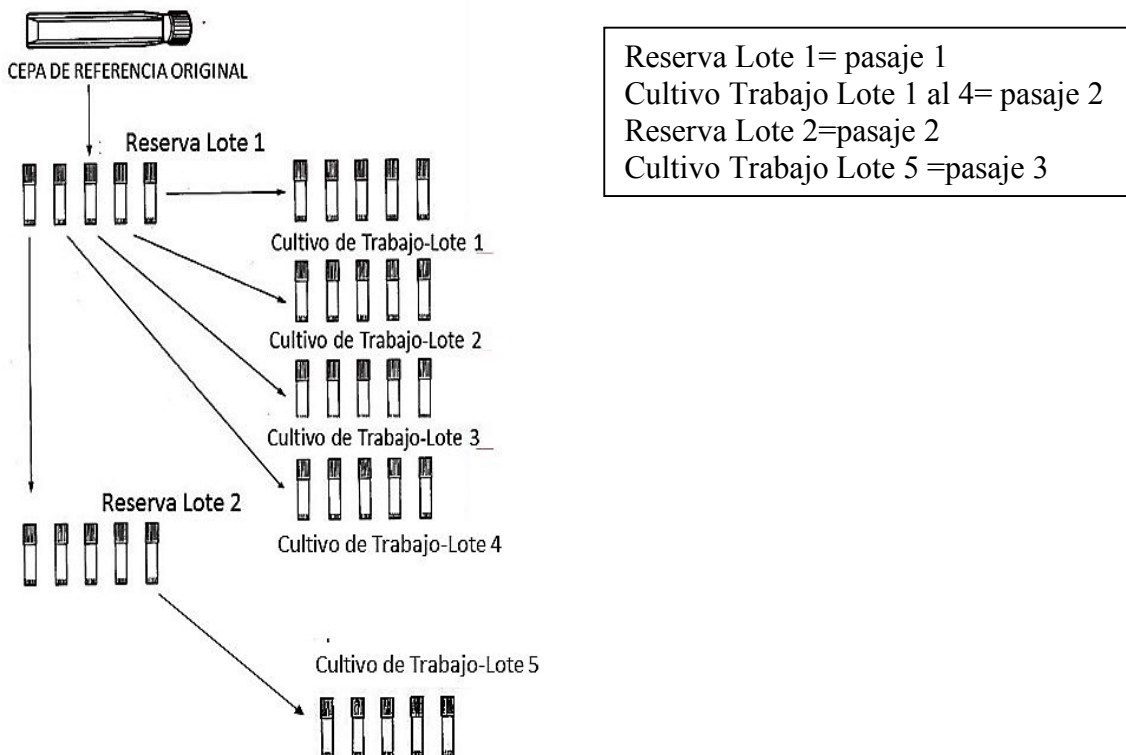 CEPA DE REFERENCIA ORIGINAL
Reserva Lote 1
Cultivo de Trabajo-Lote 1
Cultivo de Trabajo-Lote 2
Cultivo de Trabajo-Lote 3
Reserva Lote 2
Cultivo de Trabajo-Lote 4
Cultivo de Trabajo-Lote 5
Reserva Lote 1= pasaje 1
Cultivo Trabajo Lote 1 al 4= pasaje 2
Reserva Lote 2=pasaje 2
Cultivo Trabajo Lote 5 =pasaje 3